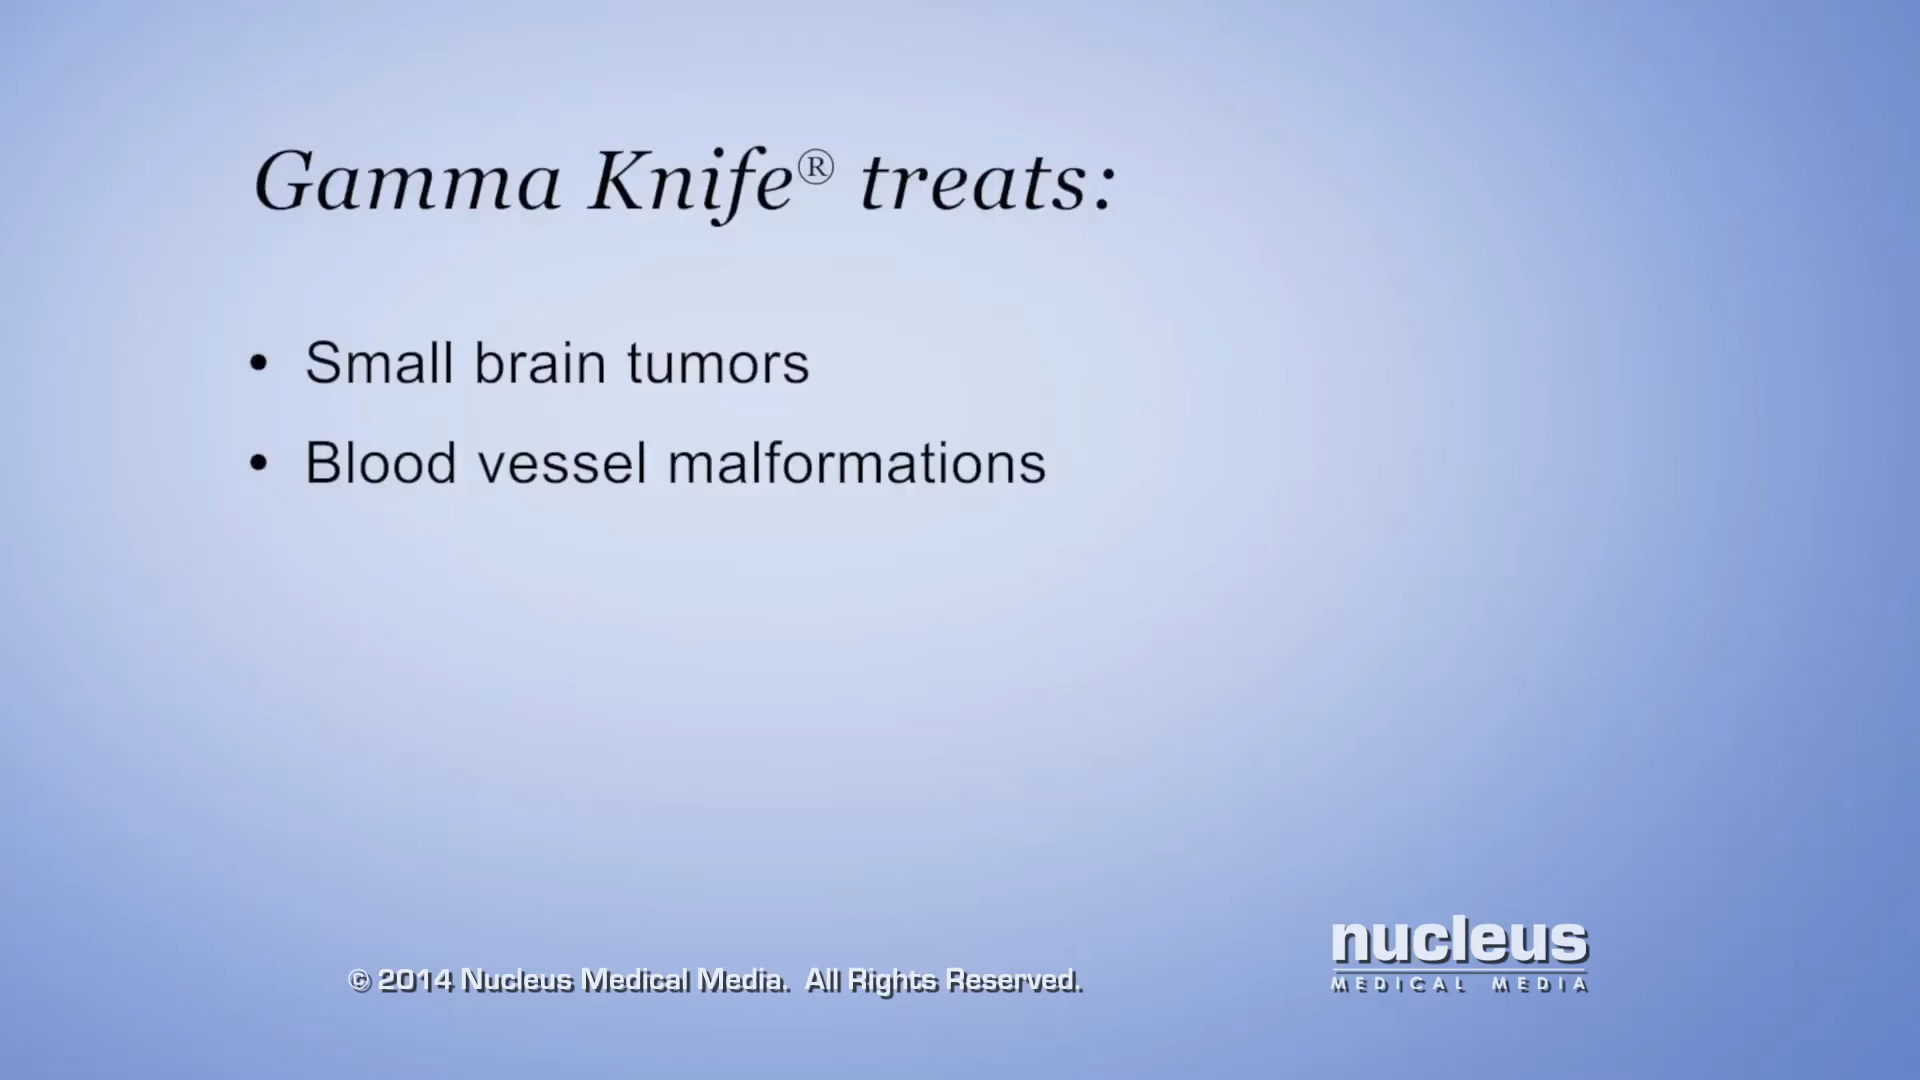 Gamma Knife® treats:
• Small brain tumors
• Blood vessel malformations
nucleus
MEDICAL MEDIA
© 2014 Nucleus Medical Media. All Rights Reserved.